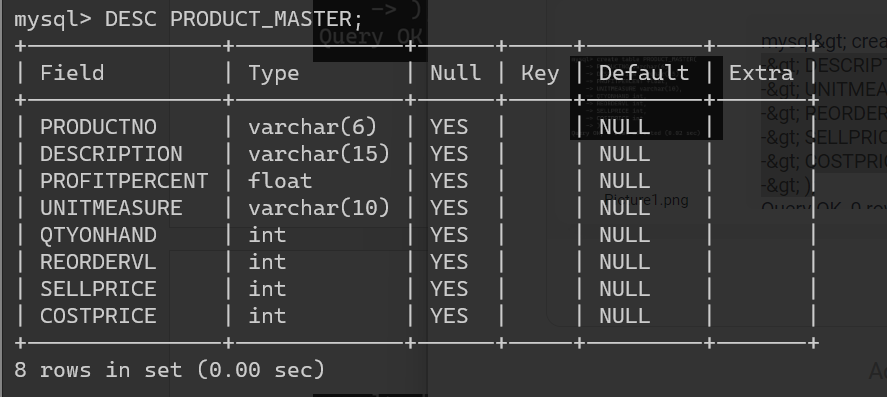 mysql> DESC PRODUCT_MASTER;
| Field | Type | Null | Key | Default | Extra |
| PRODUCTNO | varchar(6) | YES | | NULL | |
| DESCRIPTION | varchar(15) | YES | | NULL | |
| PROFITPERCENT | float | YES | | NULL | |
| UNITMEASURE | varchar(10) | YES | | NULL | |
| QTYONHAND | int | YES | | NULL | |
| REORDERVL | int | YES | | NULL | |
| SELLPRICE | int | YES | | NULL | |
| COSTPRICE | int | YES | | NULL | |
8 rows in set (0.00 sec)
-> )
Query OK
Picture1.png
mysql&gt; crea
-&gt; DESCRIPT
-&gt; UNITMEA
-&gt; REORDER
-&gt; SELLPRIC
-&gt; COSTPRIC
-&gt; ),
Query OK, 0 row